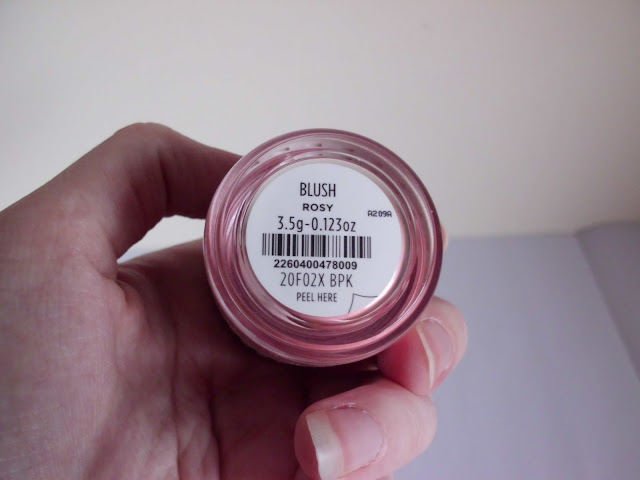 BLUSH
ROSY
A209A
3.5g-0.123oz
2260400478009
20F02X BPK
PEEL HERE